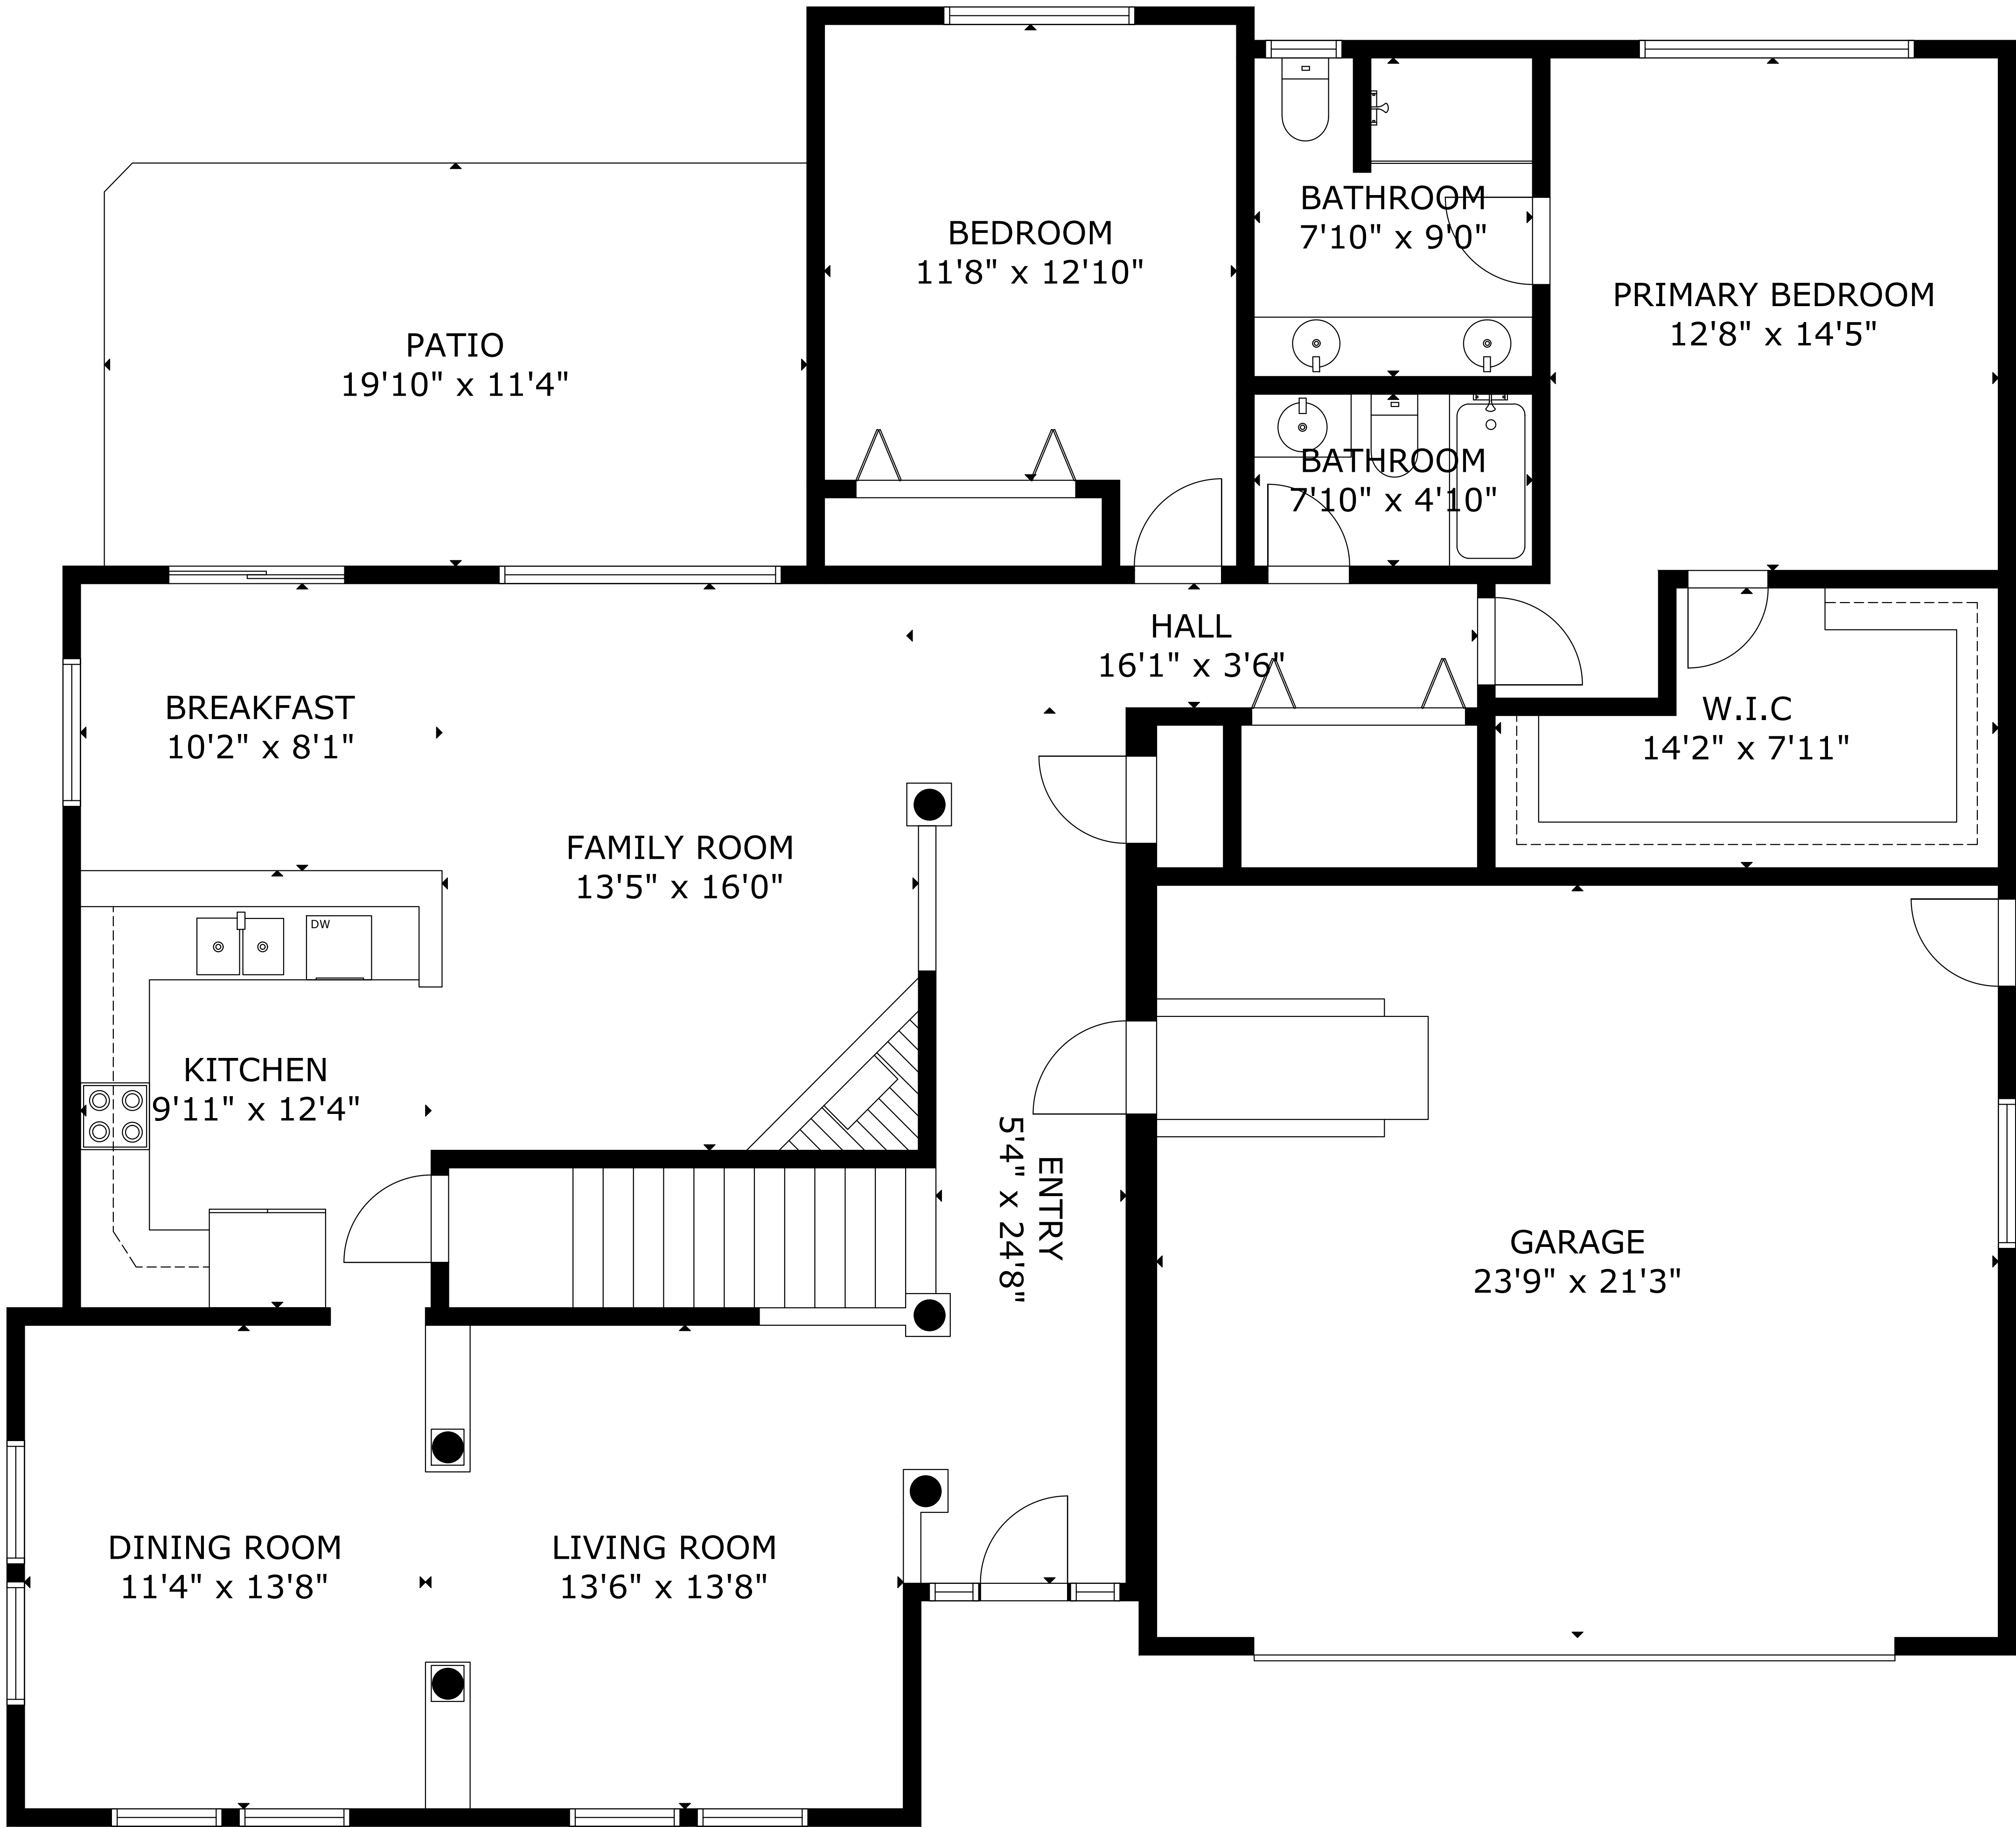 BEDROOM
11'8" x 12'10"
BATHROOM
7'10" x 9'0"
PRIMARY BEDROOM
12'8" x 14'5"
PATIO
19'10" x 11'4"
BATHROOM
7'10" x 4'10"
HALL
16'1" x 3'6"
BREAKFAST
10'2" x 8'1"
W.I.C
14'2" x 7'11"
FAMILY ROOM
13'5" x 16'0"
DW
KITCHEN
9'11" x 12'4"
ENTRY
5'4" x 24'8"
GARAGE
23'9" x 21'3"
DINING ROOM
11'4" x 13'8"
LIVING ROOM
13'6" x 13'8"